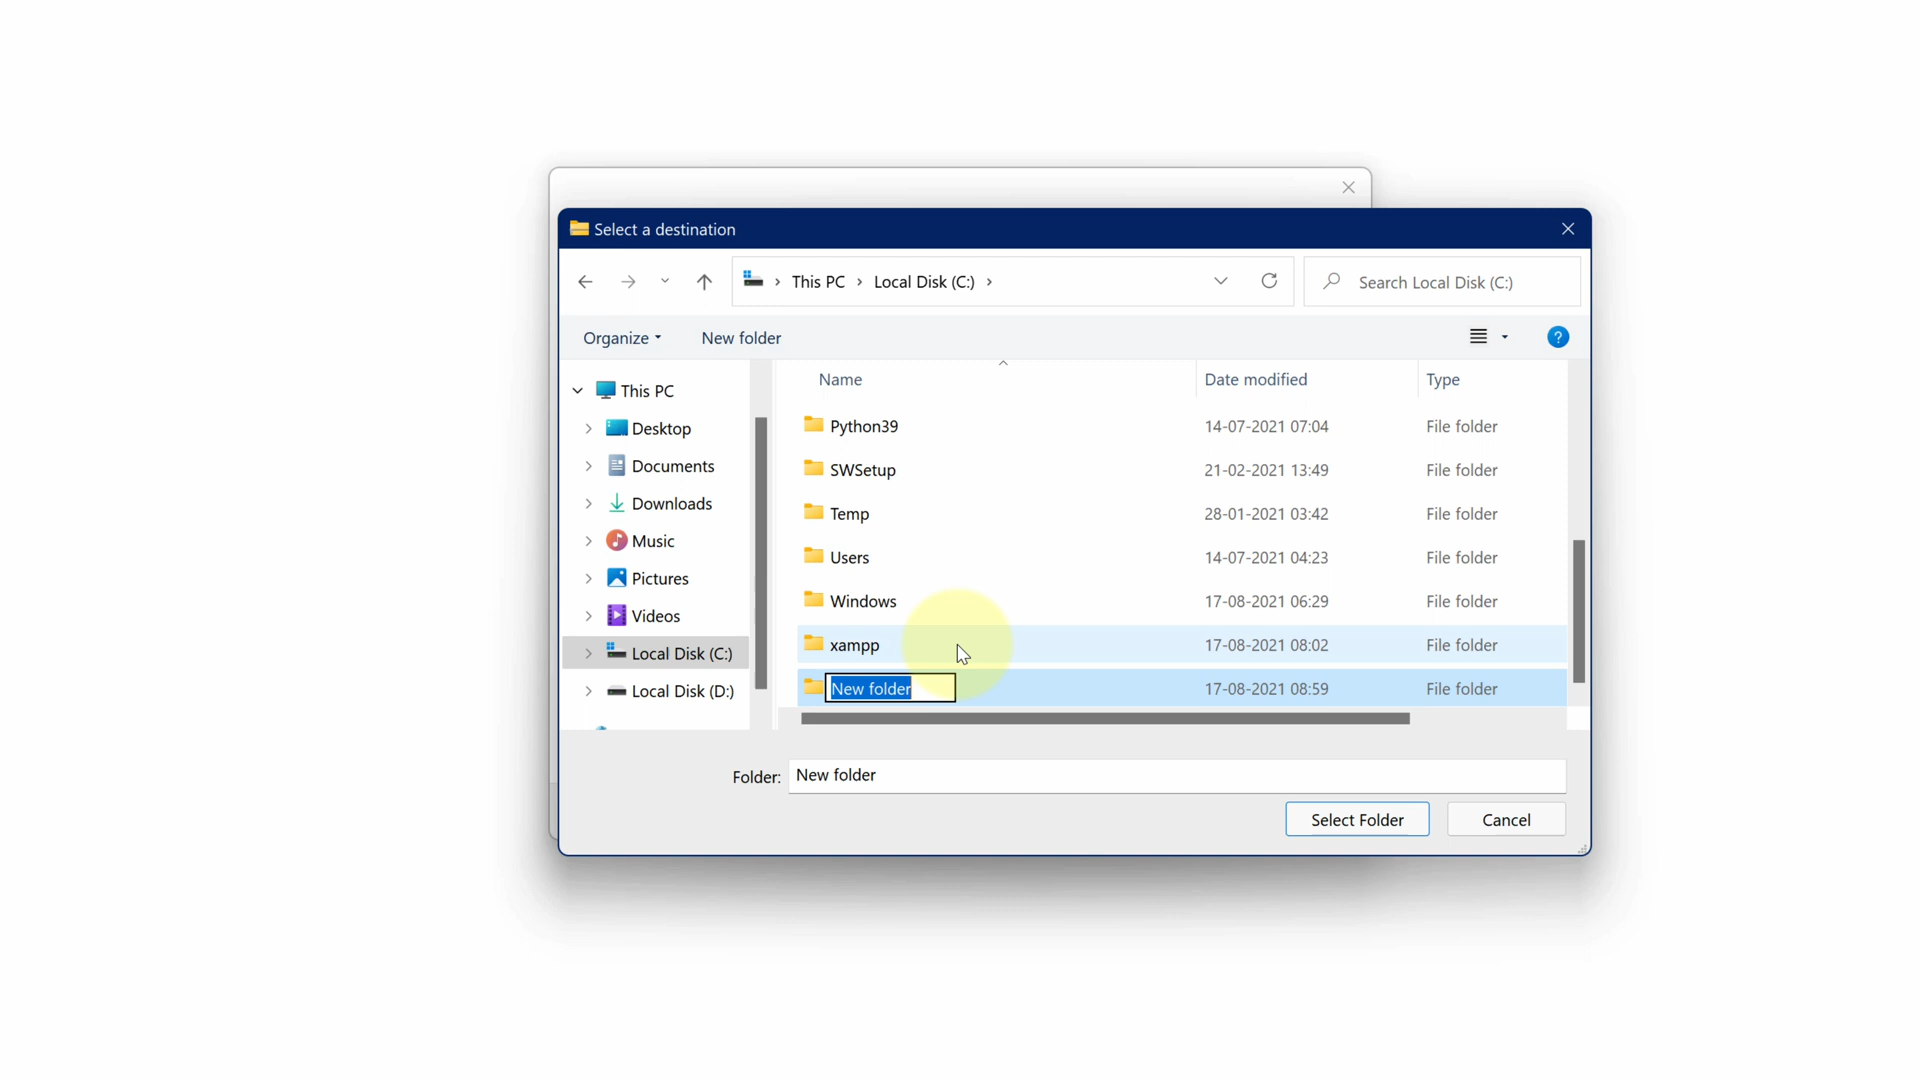 Select a destination
This PC > Local Disk (C:) >
Search Local Disk (C:)
Organize
New folder
?
Name
Date modified
Type
This PC
Desktop
Documents
Downloads
Music
Pictures
Videos
Local Disk (C:)
Local Disk (D:)
Python39 14-07-2021 07:04 File folder
SWSetup 21-02-2021 13:49 File folder
Temp 28-01-2021 03:42 File folder
Users 14-07-2021 04:23 File folder
Windows 17-08-2021 06:29 File folder
xampp 17-08-2021 08:02 File folder
New folder 17-08-2021 08:59 File folder
Folder: New folder
Select Folder
Cancel